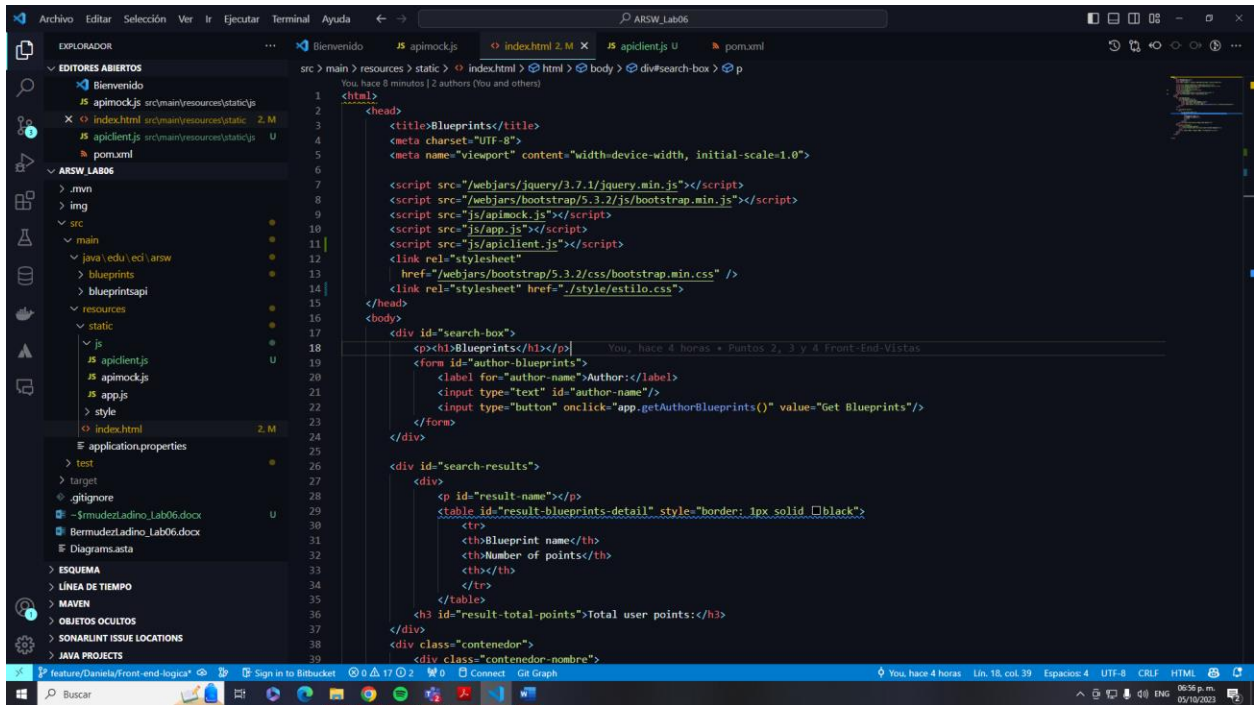 Archivo Editar Selección Ver Ir Ejecutar Terminal Ayuda
ARSW_Lab06
EXPLORADOR
EDITORES ABIERTOS
Bienvenido
JS apimock.js src\main\resources\static\js
index.html src\main\resources\static 2, M
JS apiclient.js src\main\resources\static\js U
pom.xml
ARSW_LAB06
.mvn
img
src
main
java\edu\eci\arsw
blueprints
blueprintsapi
resources
static
js
JS apiclient.js U
JS apimock.js
JS app.js
style
index.html 2, M
application.properties
test
target
.gitignore
~$rmudezLadino_Lab06.docx U
BermudezLadino_Lab06.docx
Diagrams.asta
ESQUEMA
LÍNEA DE TIEMPO
MAVEN
OBJETOS OCULTOS
SONARLINT ISSUE LOCATIONS
JAVA PROJECTS
Bienvenido JS apimock.js index.html 2, M JS apiclient.js U pom.xml
src > main > resources > static > index.html > html > body > div#search-box > p
You, hace 8 minutos | 2 authors (You and others)
1 <html>
2 <head>
3 <title>Blueprints</title>
4 <meta charset="UTF-8">
5 <meta name="viewport" content="width=device-width, initial-scale=1.0">
6
7 <script src="/webjars/jquery/3.7.1/jquery.min.js"></script>
8 <script src="/webjars/bootstrap/5.3.2/js/bootstrap.min.js"></script>
9 <script src="js/apimock.js"></script>
10 <script src="js/app.js"></script>
11 <script src="js/apiclient.js"></script>
12 <link rel="stylesheet"
13 href="/webjars/bootstrap/5.3.2/css/bootstrap.min.css" />
14 <link rel="stylesheet" href="./style/estilo.css">
15 </head>
16 <body>
17 <div id="search-box">
18 <p><h1>Blueprints</h1></p> You, hace 4 horas • Puntos 2, 3 y 4 Front-End-Vistas
19 <form id="author-blueprints">
20 <label for="author-name">Author:</label>
21 <input type="text" id="author-name"/>
22 <input type="button" onclick="app.getAuthorBlueprints()" value="Get Blueprints"/>
23 </form>
24 </div>
25
26 <div id="search-results">
27 <div>
28 <p id="result-name"></p>
29 <table id="result-blueprints-detail" style="border: 1px solid black">
30 <tr>
31 <th>Blueprint name</th>
32 <th>Number of points</th>
33 <th></th>
34 </tr>
35 </table>
36 <h3 id="result-total-points">Total user points:</h3>
37 </div>
38 <div class="contenedor">
39 <div class="contenedor-nombre">
feature/Daniela/Front-end-logica* Sign in to Bitbucket 0 17 2 0 Connect Git Graph You, hace 4 horas Lín. 18, col. 39 Espacios: 4 UTF-8 CRLF HTML
Buscar ENG 06:56 p. m.
05/10/2023